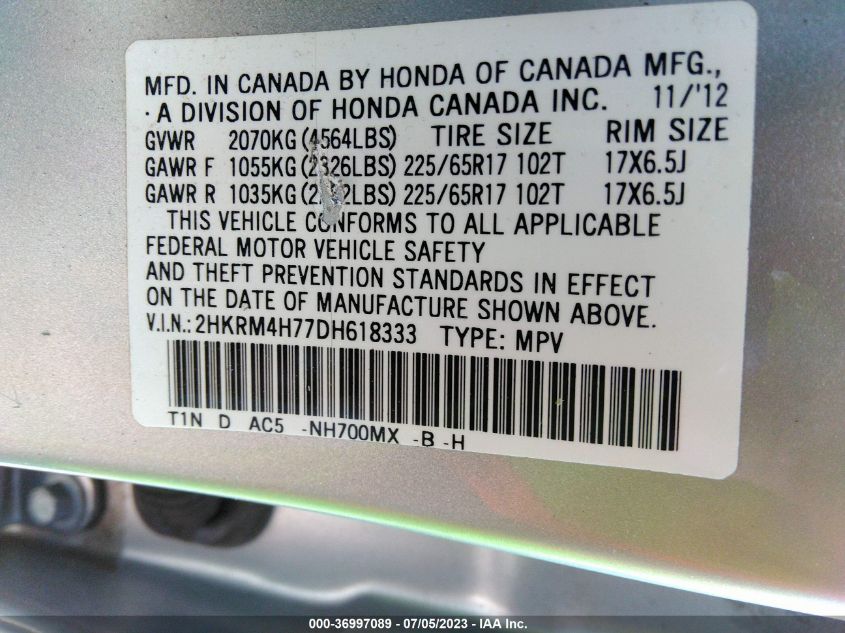 MFD. IN CANADA BY HONDA OF CANADA MFG.,
· A DIVISION OF HONDA CANADA INC. 11/'12
GVWR 2070KG (4564LBS) TIRE SIZE RIM SIZE
GAWR F 1055KG 225/65R17 102T 17X6.5J
GAWR R 1035KG 225/65R17 102T 17X6.5J
THIS VEHICLE CONFORMS TO ALL APPLICABLE
FEDERAL MOTOR VEHICLE SAFETY
AND THEFT PREVENTION STANDARDS IN EFFECT
ON THE DATE OF MANUFACTURE SHOWN ABOVE.
V.I.N.: 2HKRM4H77DH618333 TYPE: MPV
T1N D AC5 -NH700MX -B -H
000-36997089 - 07/05/2023 - IAA Inc.